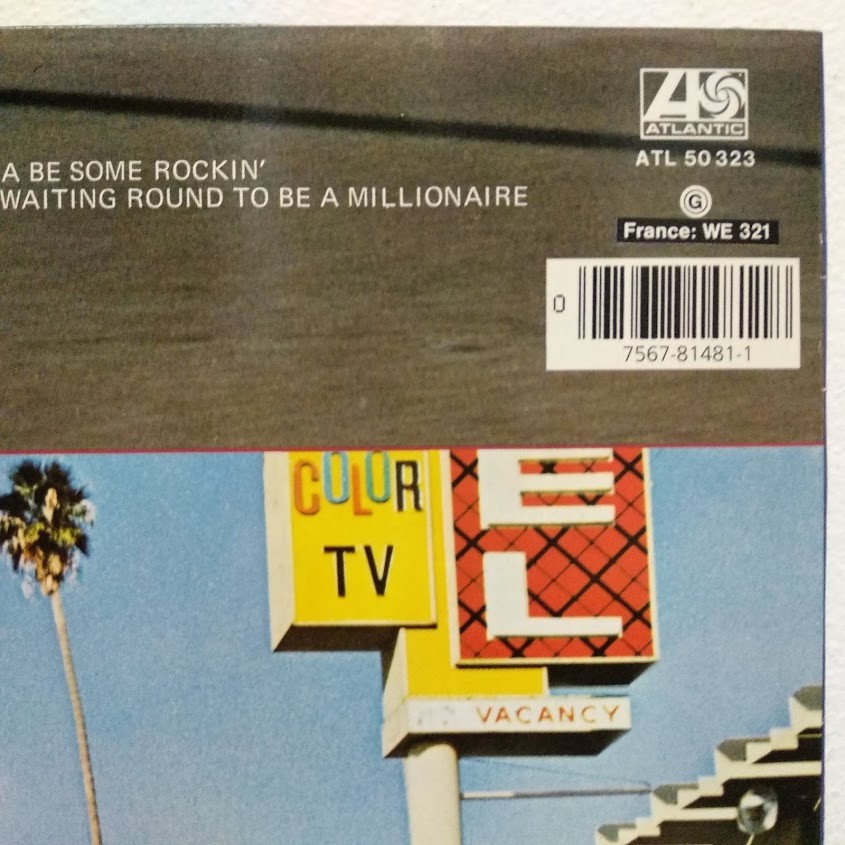 ATLANTIC
ATL 50 323
A BE SOME ROCKIN'
WAITING ROUND TO BE A MILLIONAIRE
G
France: WE 321
0
7567-81481-1
COLOR
TV
EL
VACANCY